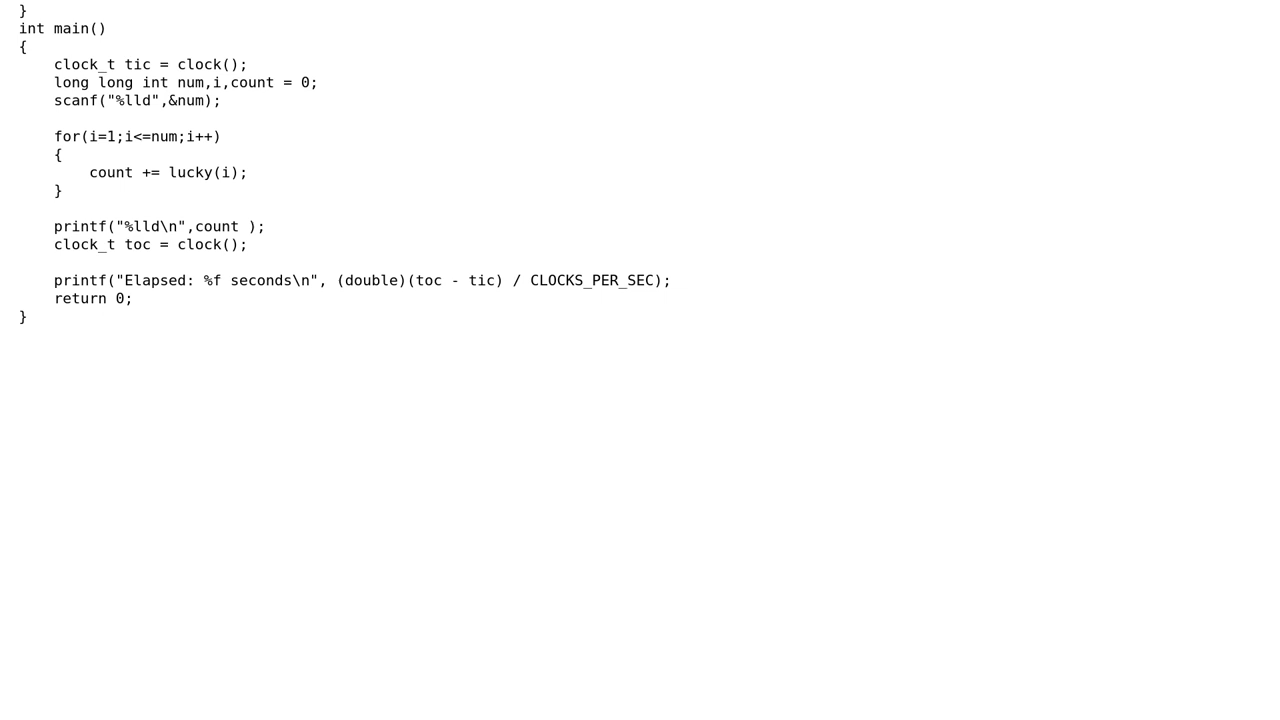 }
int main()
{
    clock_t tic = clock();
    long long int num,i,count = 0;
    scanf("%lld",&num);

    for(i=1;i<=num;i++)
    {
        count += lucky(i);
    }

    printf("%lld\n",count );
    clock_t toc = clock();

    printf("Elapsed: %f seconds\n", (double)(toc - tic) / CLOCKS_PER_SEC);
    return 0;
}